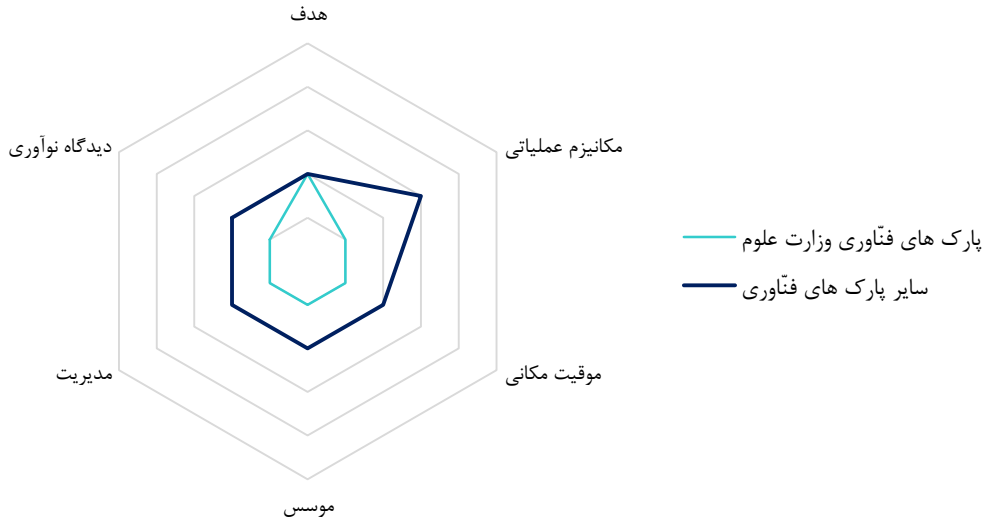 هدف
مکانیزم عملیاتی
موقیت مکانی
موسس
مدیریت
دیدگاه نوآوری
پارک های فنّاوری وزارت علوم
سایر پارک های فنّاوری